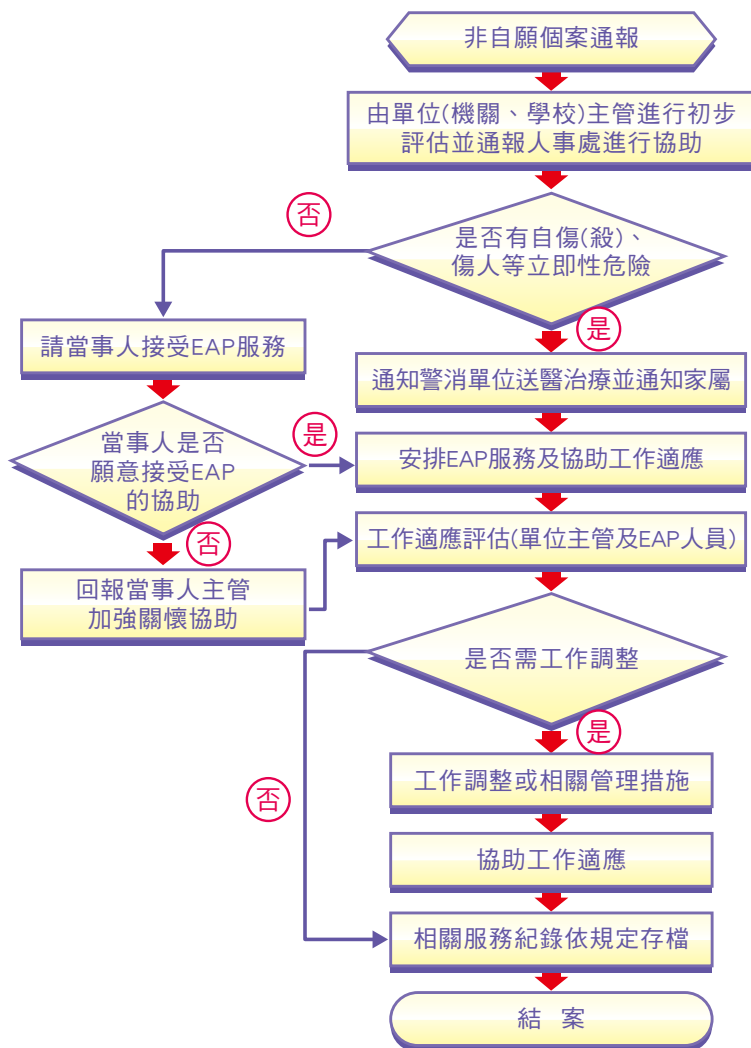 非自願個案通報
由單位(機關、學校)主管進行初步
評估並通報人事處進行協助
否
是否有自傷(殺)、
傷人等立即性危險
是
請當事人接受EAP服務
通知警消單位送醫治療並通知家屬
當事人是否
願意接受EAP
的協助
是
安排EAP服務及協助工作適應
否
工作適應評估(單位主管及EAP人員)
回報當事人主管
加強關懷協助
是否需工作調整
是
否
工作調整或相關管理措施
協助工作適應
相關服務紀錄依規定存檔
結 案